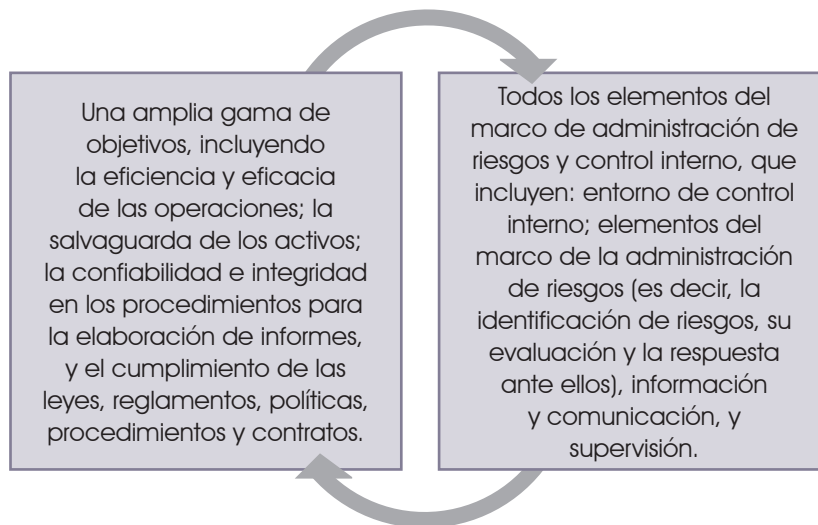 Una amplia gama de
objetivos, incluyendo
la eficiencia y eficacia
de las operaciones; la
salvaguarda de los activos;
la confiabilidad e integridad
en los procedimientos para
la elaboración de informes,
y el cumplimiento de las
leyes, reglamentos, políticas,
procedimientos y contratos.
Todos los elementos del
marco de administración de
riesgos y control interno, que
incluyen: entorno de control
interno; elementos del
marco de la administración
de riesgos (es decir, la
identificación de riesgos, su
evaluación y la respuesta
ante ellos), información
y comunicación, y
supervisión.